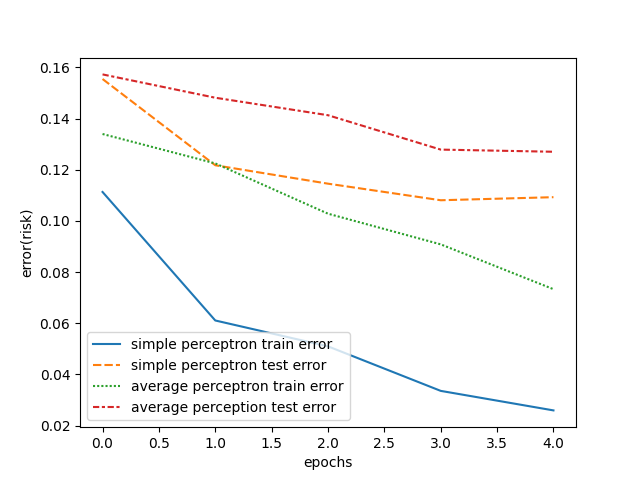 0.16
0.14
0.12
0.10
0.08
0.06
0.04
0.02
error(risk)
simple perceptron train error
simple perceptron test error
average perceptron train error
average perception test error
0.0 0.5 1.0 1.5 2.0 2.5 3.0 3.5 4.0
epochs